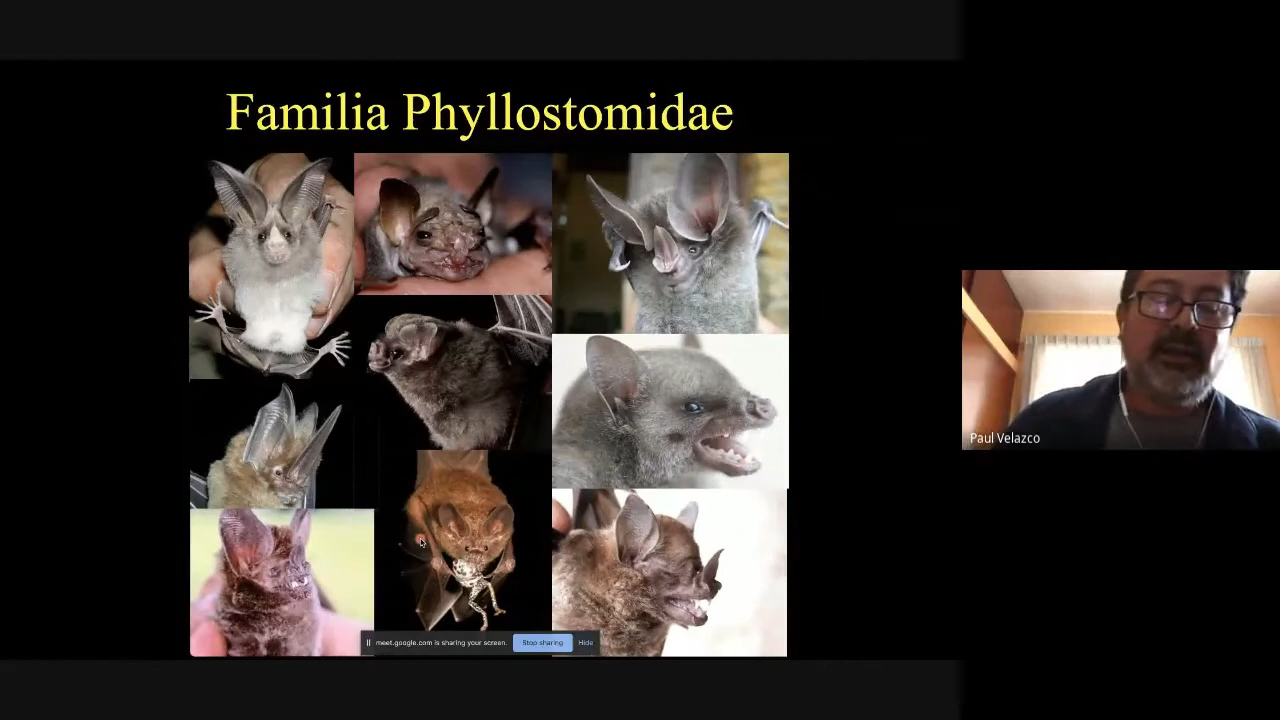 Familia Phyllostomidae
Paul Velazco
meet.google.com is sharing your screen.
Stop sharing
Hide